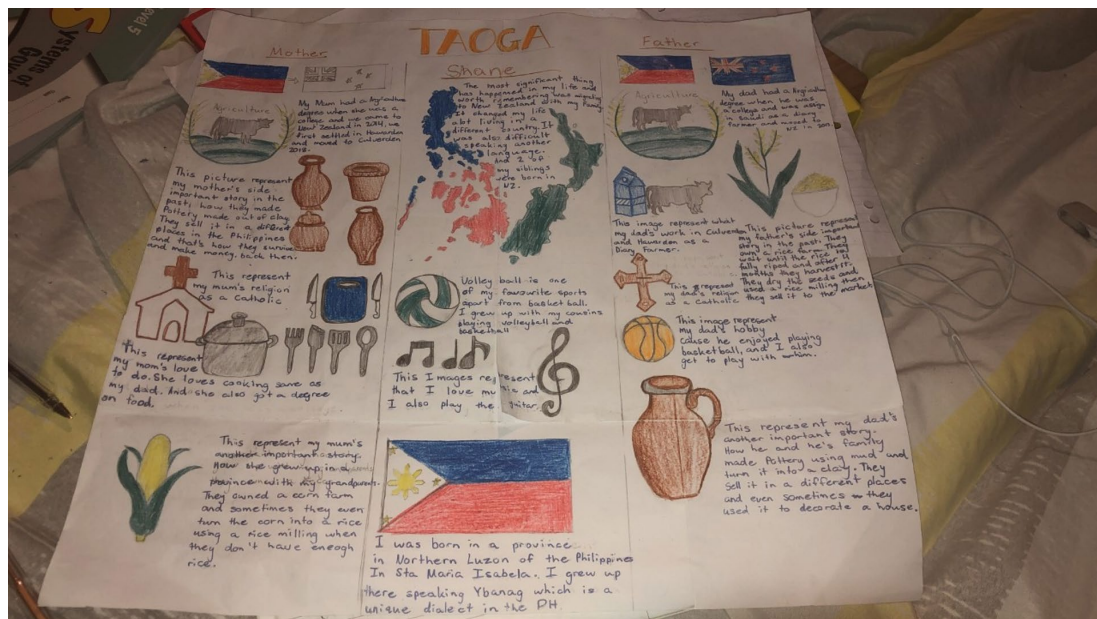 Level 5
ystems of
TAOGA
Mother
Agriculture
My Mum had a Agriculture
degree when she was a
college and we came to
New Zealand in 2014, we
first settled in Hawarden
and moved to Culverden
This picture represent
my mother's side
important story in the
past, how they made
Pottery made out of clay.
They sell it in a different
places in the Philippines
and that's how they survive
and make money, back then.
This represent
my mum's religion
as a Catholic
This represent
my mom's love
to do. She loves cooking same as
my dad. And she also got a degree
on food.
This represent my mum's
another important story.
How she grew up in a
province with my grandparents.
They owned a corn farm
and sometimes they even
turn the corn into a rice
using a rice milling when
they don't have enough
rice.
Shane
The most significant thing
has happened in my life and
worth remembering was migrating
to New Zealand with my family
It changed my life
alot living in a
different country. It
was also difficult
speaking another
language.
And 2 of
my siblings
were born in
NZ.
Volley ball is one
of my favourite sports
apart from basket ball.
I grew up with my cousins
playing volleyball and
basketball
This Images represent
that I love music and
I also play the guitar.
I was born in a province
in Northern Luzon of the Philippines
In Sta Maria Isabela. I grew up
there speaking Ybanag which is a
unique dialect in the PH.
Father
Agriculture
My dad had a Agriculture
degree when he was
a college and was assign
in saudi as a diary
farmer and moved to
This image represent what
my dad's work in Culverden
and Hawarden as a
Diary Farmer.
This picture represent
my father's side important
story in the past. They
own a rice farm. They
wait until the rice is
fully riped and after 4
months they harvest it.
They dry the seeds and
used a rice milling then
they sell it to the market
This represent
my dad's religion
as a Catholic
This image represent
my dad's hobby
cause he enjoyed playing
basketball, and I also
get to play with him.
This represent my dad's
another important story.
How he and he's family
made Pottery using mud and
turn it into a clay. They
sell it in a different places
and even sometimes they
used it to decorate a house.